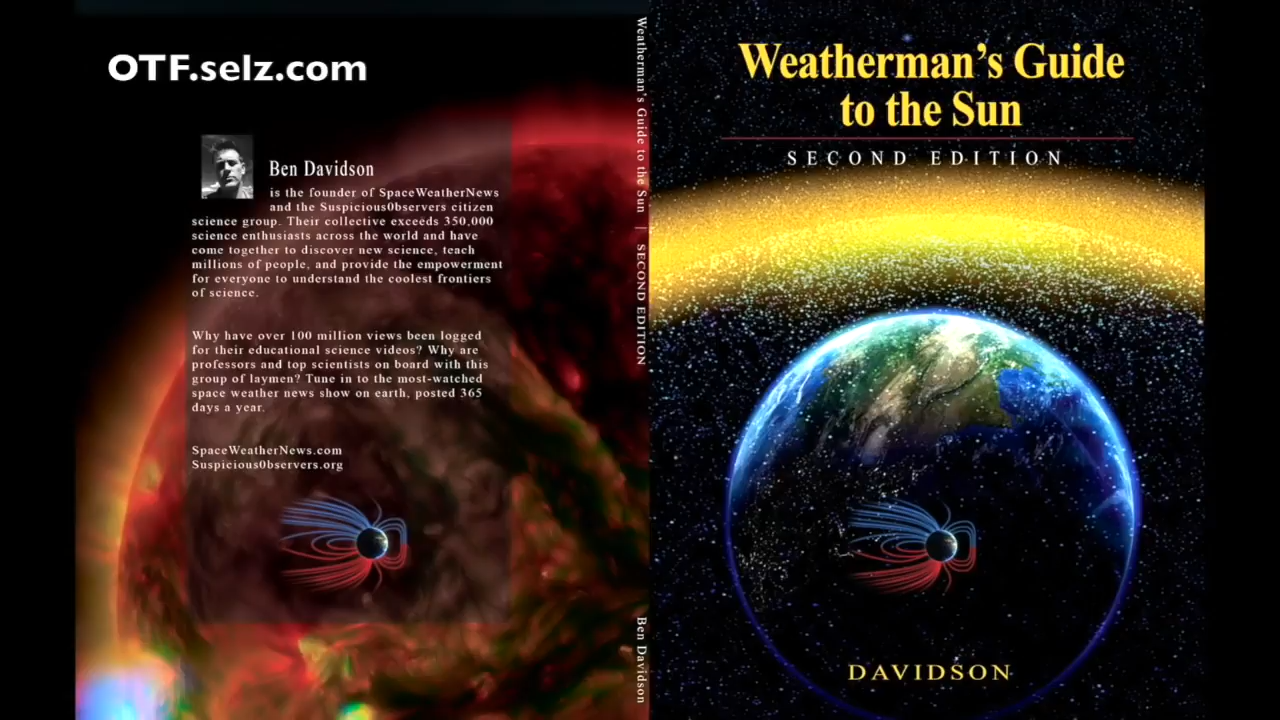 OTF.selz.com
Ben Davidson
is the founder of SpaceWeatherNews
and the Suspicious0bservers citizen
science group. Their collective exceeds 350,000
science enthusiasts across the world and have
come together to discover new science, teach
millions of people, and provide the empowerment
for everyone to understand the coolest frontiers
of science.
Why have over 100 million views been logged
for their educational science videos? Why are
professors and top scientists on board with this
group of laymen? Tune in to the most-watched
space weather news show on earth, posted 365
days a year.
SpaceWeatherNews.com
Suspicious0bservers.org
Weatherman's Guide to the Sun | SECOND EDITION
Ben Davidson
Weatherman's Guide
to the Sun
SECOND EDITION
DAVIDSON